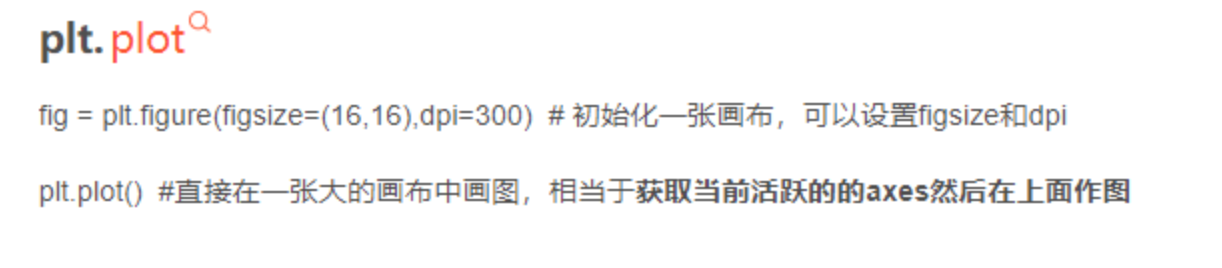 plt.plot
fig = plt.figure(figsize=(16,16),dpi=300)  # 初始化一张画布，可以设置figsize和dpi
plt.plot()  #直接在一张大的画布中画图，相当于获取当前活跃的的axes然后在上面作图